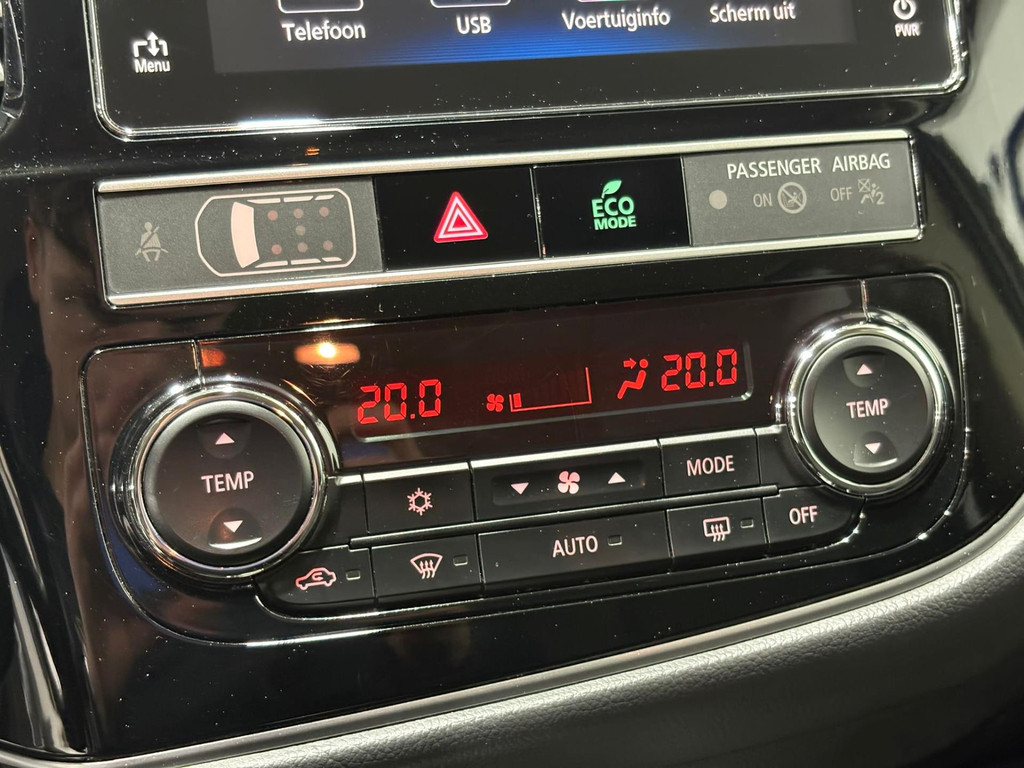 Menu
Telefoon
USB
Voertuiginfo
Scherm uit
PWR
ECO
MODE
PASSENGER AIRBAG
ON
OFF
2
20.0
20.0
TEMP
TEMP
MODE
AUTO
OFF